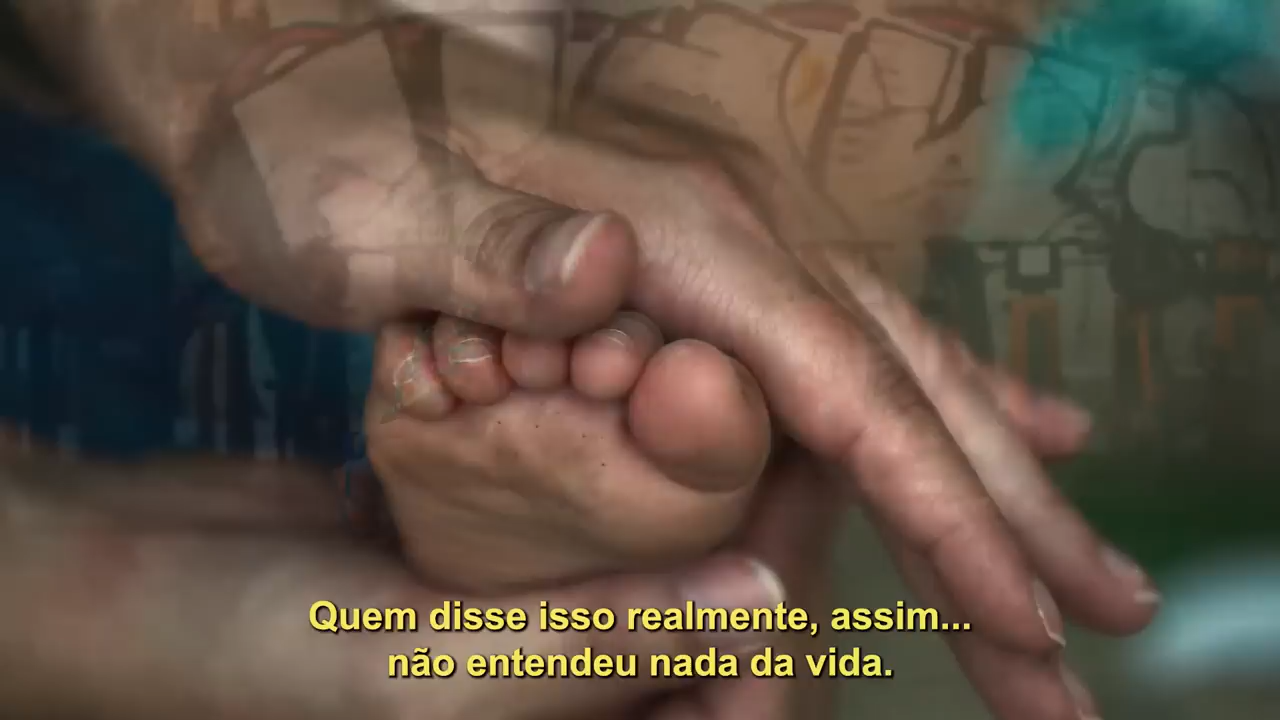 Quem disse isso realmente, assim...
não entendeu nada da vida.